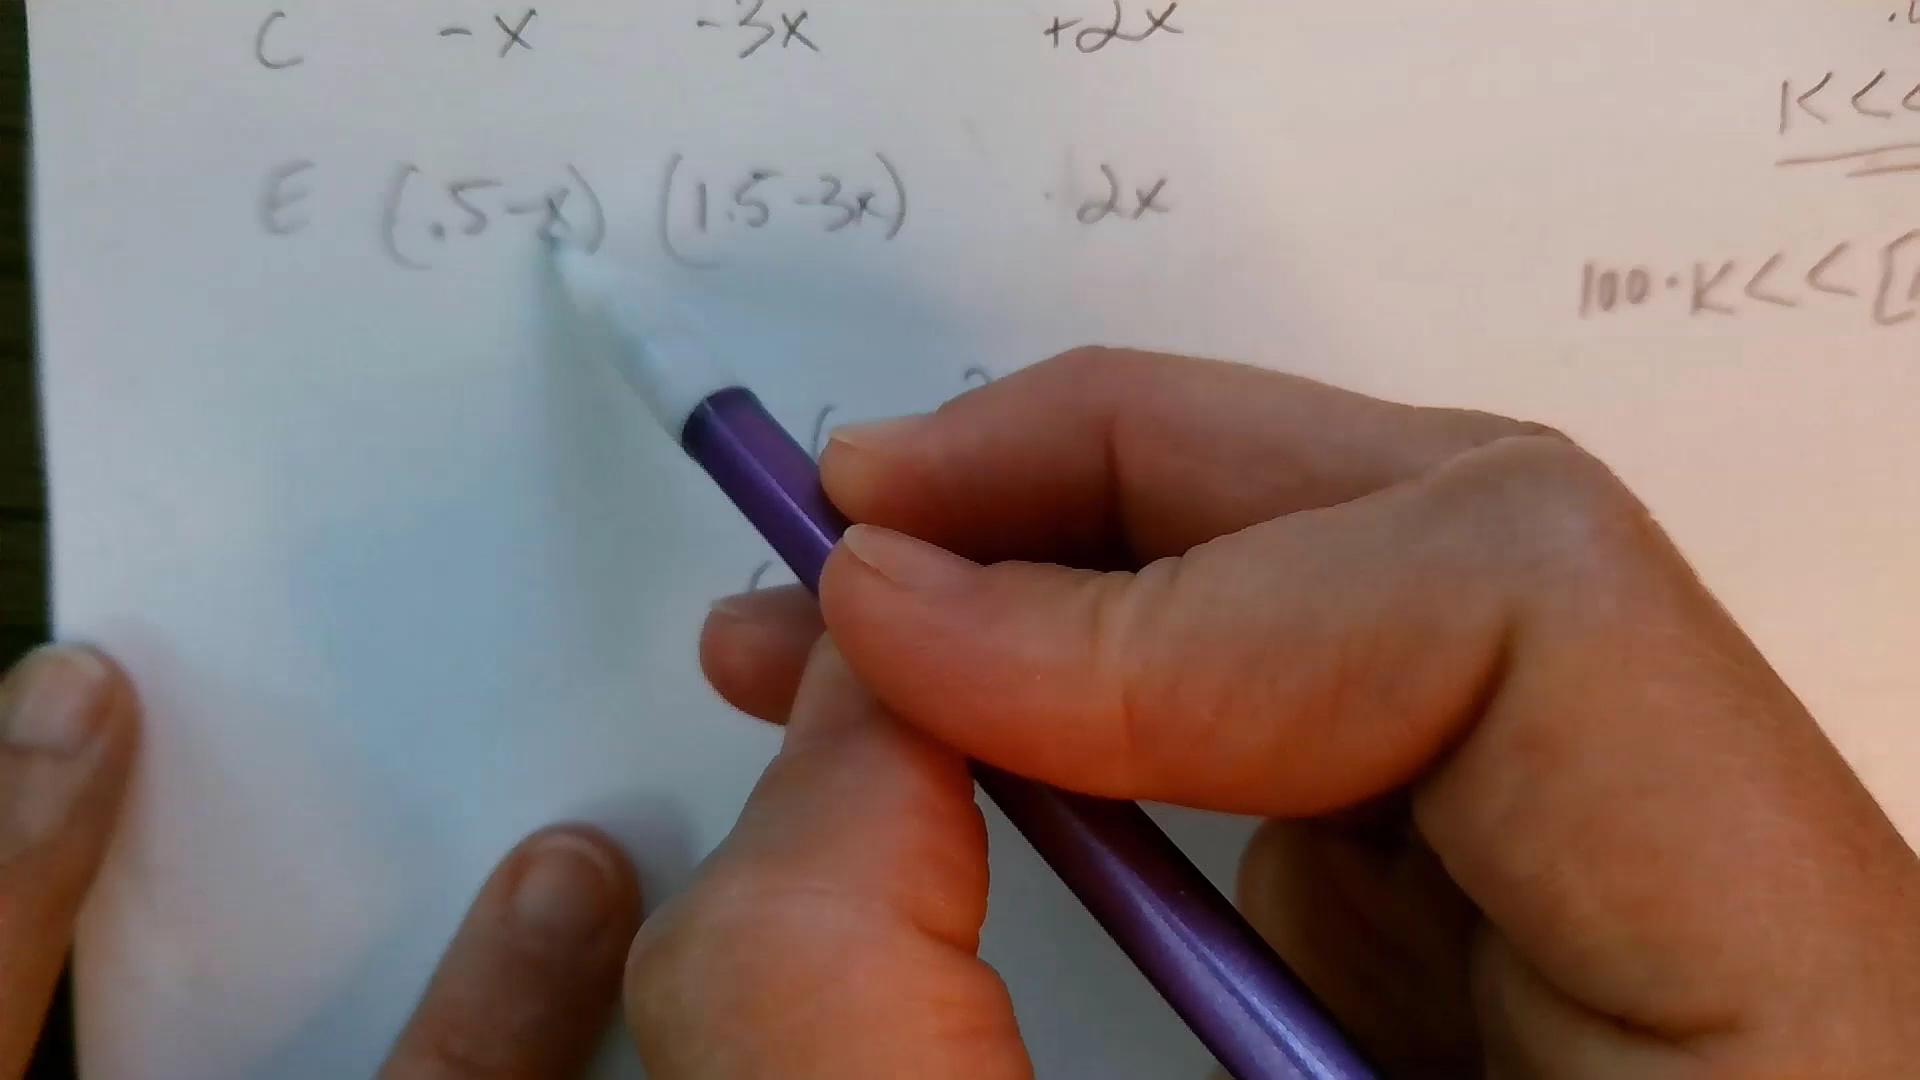 C -x -3x +2x
K<<
E (.5-x) (1.5-3x) 2x
100·K<<[